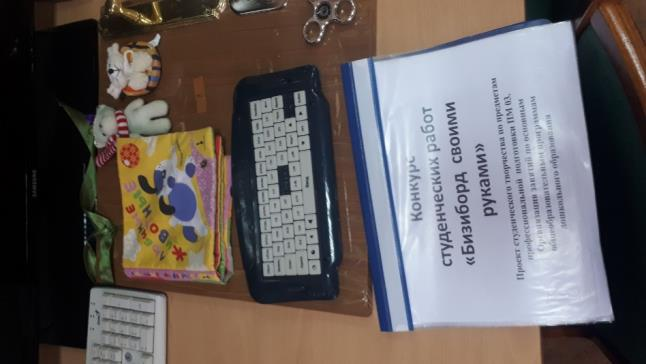 Конкурс
студенческих работ
«Бизиборд своими
руками»
Проект студенческого творчества по предметам
профессиональной подготовки ПМ 03.
Организация занятий по основным
общеобразовательным программам
дошкольного образования
SAMSUNG